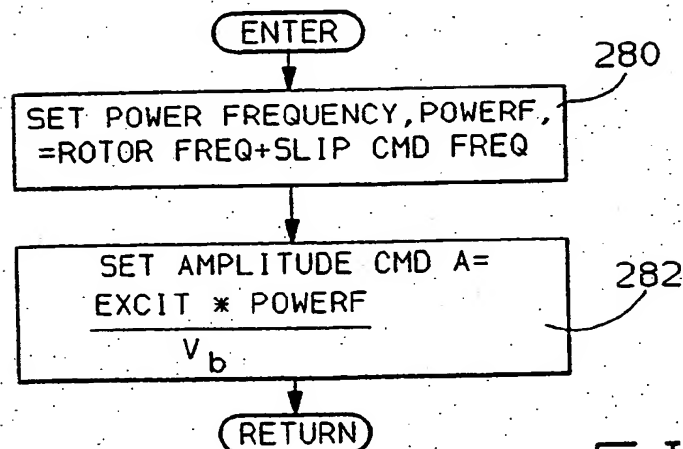 ENTER
280
SET POWER FREQUENCY, POWERF,
=ROTOR FREQ+SLIP CMD FREQ
SET AMPLITUDE CMD A=
EXCIT * POWERF
V b
282
RETURN